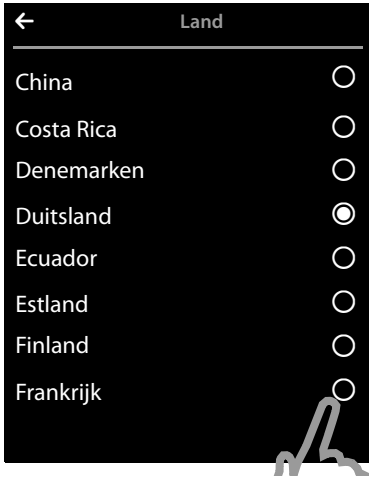 Land
China
Costa Rica
Denemarken
Duitsland
Ecuador
Estland
Finland
Frankrijk